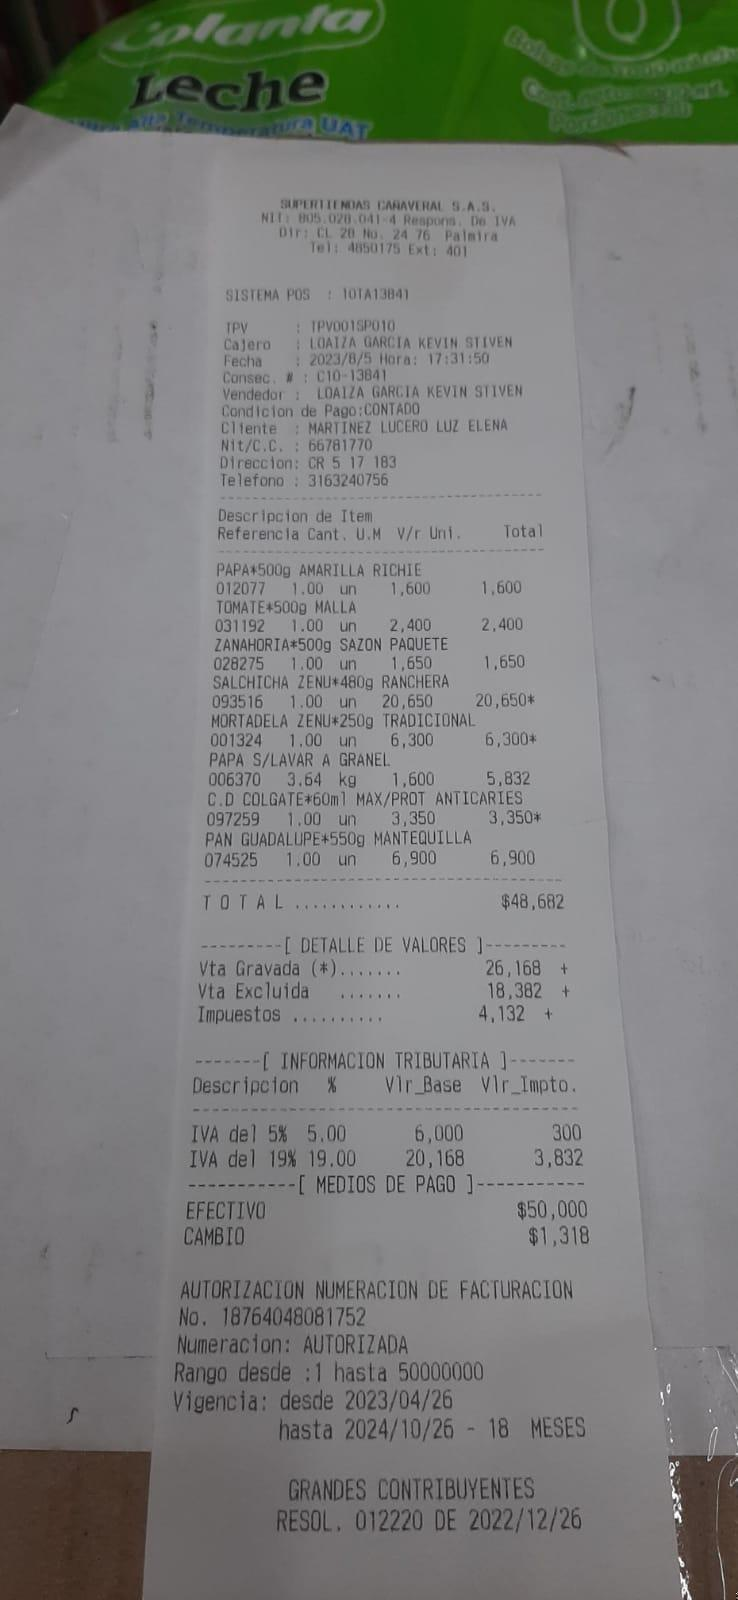 Colanta
Leche
Alta Temperatura UAT
SUPERTIENDAS CAÑAVERAL S.A.S.
Nit: 805.028.041-4 Respons. De IVA
Dir: CL 28 No. 24 76 Palmira
Tel: 4850175 Ext: 401
SISTEMA POS : 10TA13841
TPV : TPV001SP010
Cajero : LOAIZA GARCIA KEVIN STIVEN
Fecha : 2023/8/5 Hora: 17:31:50
Consec. # : C10-13841
Vendedor : LOAIZA GARCIA KEVIN STIVEN
Condicion de Pago:CONTADO
Cliente : MARTINEZ LUCERO LUZ ELENA
Nit/C.C. : 66781770
Direccion: CR 5 17 183
Telefono : 3163240756
Descripcion de Item
Referencia Cant. U.M V/r Uni. Total
PAPA*500g AMARILLA RICHIE
012077 1.00 un 1,600 1,600
TOMATE*500g MALLA
031192 1.00 un 2,400 2,400
ZANAHORIA*500g SAZON PAQUETE
028275 1.00 un 1,650 1,650
SALCHICHA ZENU*480g RANCHERA
093516 1.00 un 20,650 20,650*
MORTADELA ZENU*250g TRADICIONAL
001324 1.00 un 6,300 6,300*
PAPA S/LAVAR A GRANEL
006370 3.64 kg 1,600 5,832
C.D COLGATE*60ml MAX/PROT ANTICARIES
097259 1.00 un 3,350 3,350*
PAN GUADALUPE*550g MANTEQUILLA
074525 1.00 un 6,900 6,900
T O T A L ............ $48,682
---------[ DETALLE DE VALORES ]---------
Vta Gravada (*)....... 26,168 +
Vta Excluida ....... 18,382 +
Impuestos .......... 4,132 +
-------[ INFORMACION TRIBUTARIA ]-------
Descripcion % Vlr_Base Vlr_Impto.
IVA del 5% 5.00 6,000 300
IVA del 19% 19.00 20,168 3,832
-----------[ MEDIOS DE PAGO ]-----------
EFECTIVO $50,000
CAMBIO $1,318
AUTORIZACION NUMERACION DE FACTURACION
No. 18764048081752
Numeracion: AUTORIZADA
Rango desde :1 hasta 50000000
Vigencia: desde 2023/04/26
hasta 2024/10/26 - 18 MESES
GRANDES CONTRIBUYENTES
RESOL. 012220 DE 2022/12/26